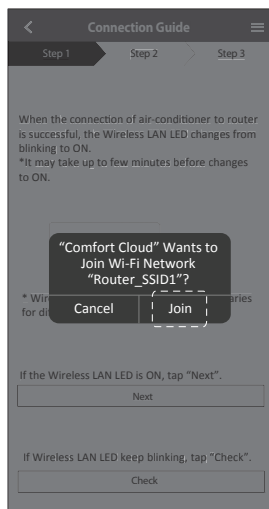 Connection Guide
Step 1 Step 2 Step 3
When the connection of air-conditioner to router
is successful, the Wireless LAN LED changes from
blinking to ON.
*It may take up to few minutes before changes
to ON.
“Comfort Cloud” Wants to
Join Wi-Fi Network
“Router_SSID1”?
Cancel Join
* Wir
for di
If the Wireless LAN LED is ON, tap “Next”.
Next
If Wireless LAN LED keep blinking, tap “Check”.
Check